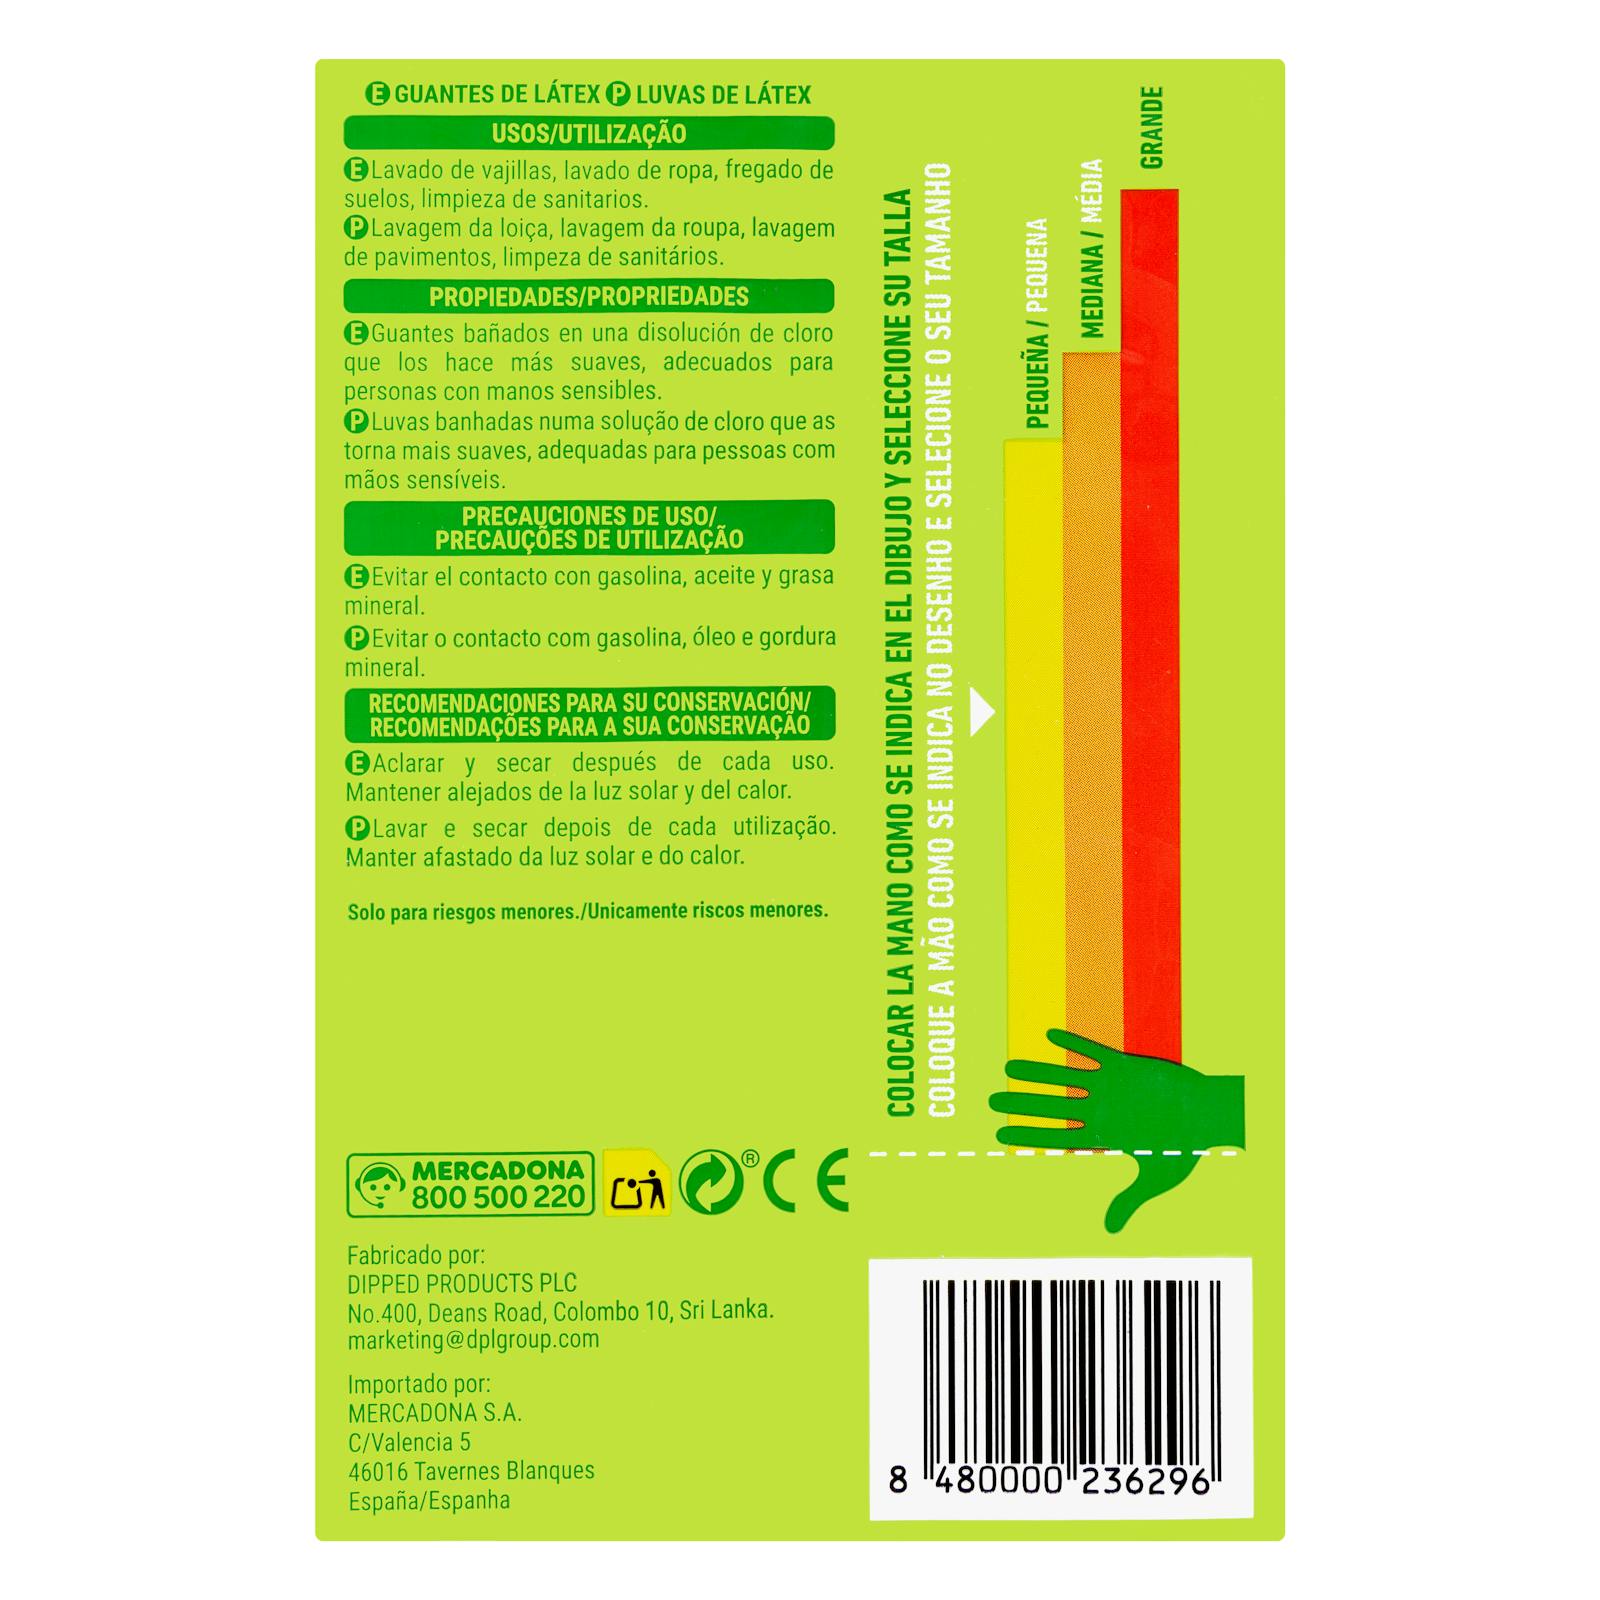 E GUANTES DE LÁTEX P LUVAS DE LÁTEX
USOS/UTILIZAÇÃO
E Lavado de vajillas, lavado de ropa, fregado de
suelos, limpieza de sanitarios.
P Lavagem da loiça, lavagem da roupa, lavagem
de pavimentos, limpeza de sanitários.
PROPIEDADES/PROPRIEDADES
E Guantes bañados en una disolución de cloro
que los hace más suaves, adecuados para
personas con manos sensibles.
P Luvas banhadas numa solução de cloro que as
torna mais suaves, adequadas para pessoas com
mãos sensíveis.
PRECAUCIONES DE USO/
PRECAUÇÕES DE UTILIZAÇÃO
E Evitar el contacto con gasolina, aceite y grasa
mineral.
P Evitar o contacto com gasolina, óleo e gordura
mineral.
RECOMENDACIONES PARA SU CONSERVACIÓN/
RECOMENDAÇÕES PARA A SUA CONSERVAÇÃO
E Aclarar y secar después de cada uso.
Mantener alejados de la luz solar y del calor.
P Lavar e secar depois de cada utilização.
Manter afastado da luz solar e do calor.
Solo para riesgos menores./Unicamente riscos menores.
MERCADONA
800 500 220
® CE
Fabricado por:
DIPPED PRODUCTS PLC
No.400, Deans Road, Colombo 10, Sri Lanka.
marketing@dplgroup.com
Importado por:
MERCADONA S.A.
C/Valencia 5
46016 Tavernes Blanques
España/Espanha
COLOCAR LA MANO COMO SE INDICA EN EL DIBUJO Y SELECCIONE SU TALLA
COLOQUE A MÃO COMO SE INDICA NO DESENHO E SELECIONE O SEU TAMANHO
PEQUEÑA / PEQUENA
MEDIANA / MÉDIA
GRANDE
8 480000 236296